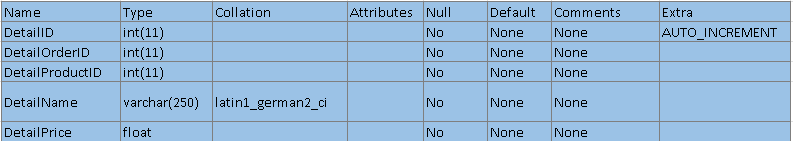 Name Type Collation Attributes Null Default Comments Extra
DetailID int(11) No None None AUTO_INCREMENT
DetailOrderID int(11) No None None
DetailProductID int(11) No None None
DetailName varchar(250) latin1_german2_ci No None None
DetailPrice float No None None